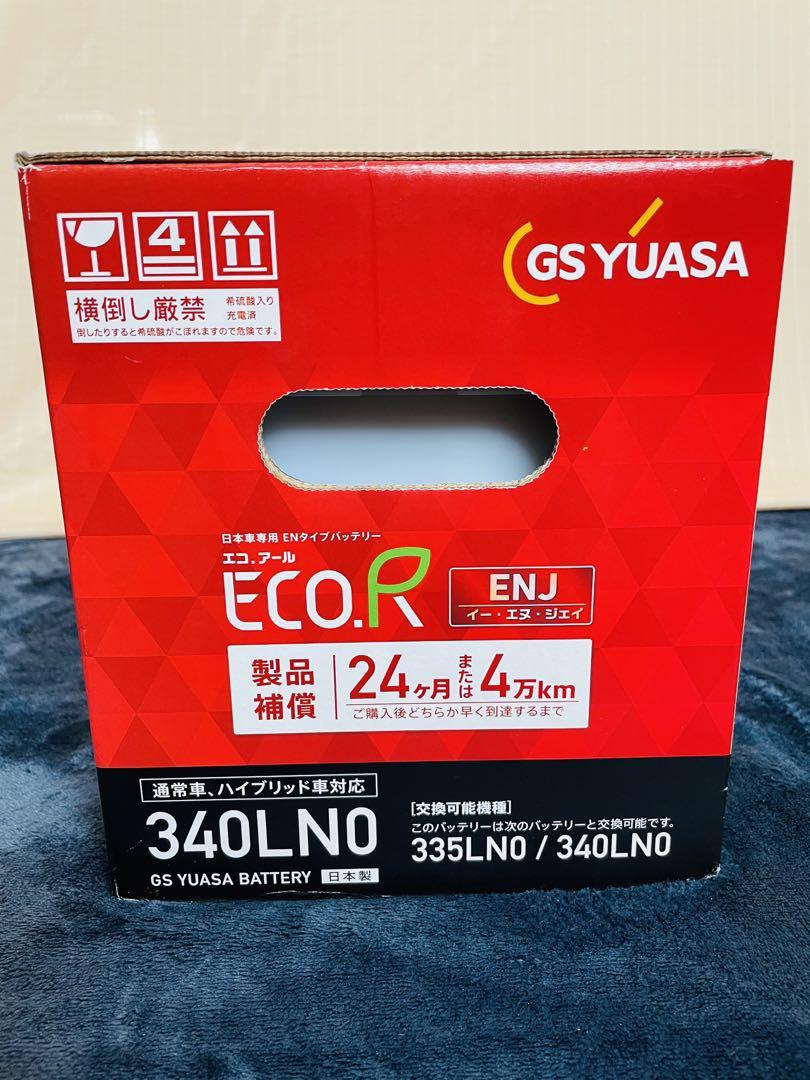 4
GS YUASA
横倒し厳禁
希硫酸入り
充電済
倒したりすると希硫酸がこぼれますので危険です。
日本車専用 ENタイプバッテリー
エコ.アール
ECO.R
ENJ
イー・エヌ・ジェイ
製品
補償
24ヶ月または4万km
ご購入後どちらか早く到達するまで
通常車、ハイブリッド車対応
340LN0
GS YUASA BATTERY 日本製
[交換可能機種]
このバッテリーは次のバッテリーと交換可能です。
335LN0 / 340LN0